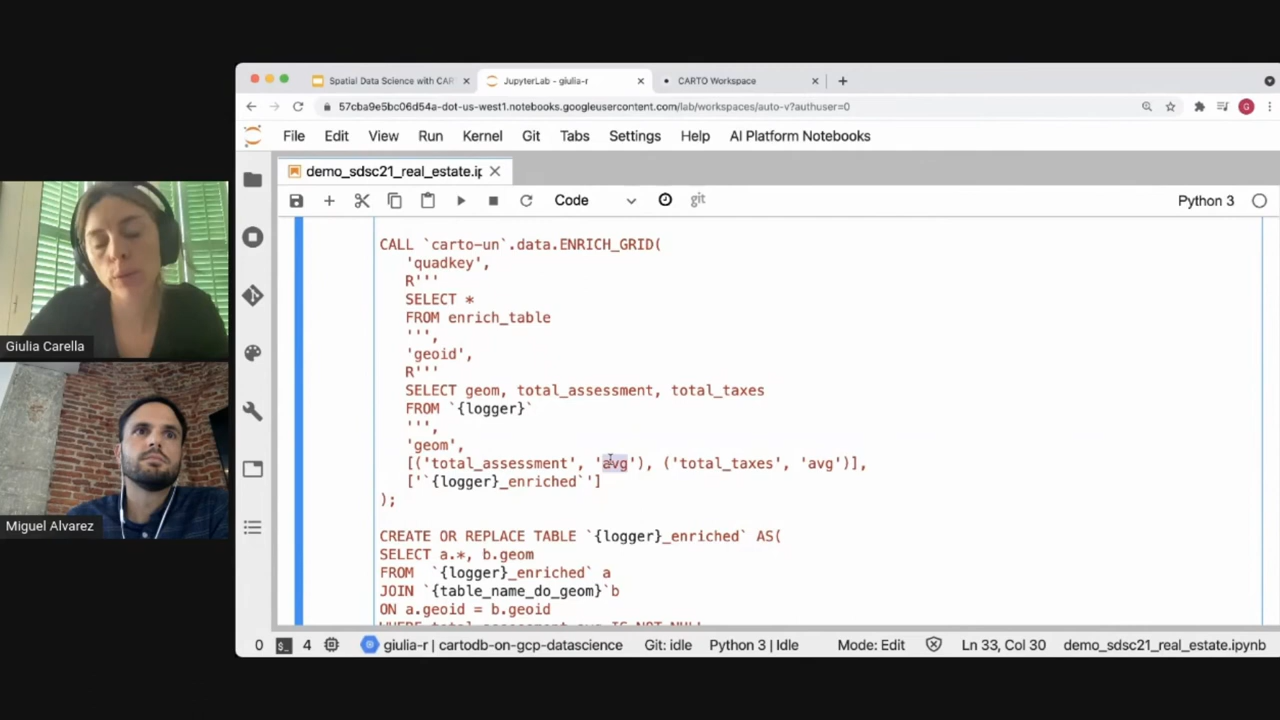 Spatial Data Science with CAR
JupyterLab - giulia-r
CARTO Workspace
57cba9e5bc06d54a-dot-us-west1.notebooks.googleusercontent.com/lab/workspaces/auto-v?authuser=0
G
File Edit View Run Kernel Git Tabs Settings Help AI Platform Notebooks
demo_sdsc21_real_estate.ip
Code
git
Python 3
CALL `carto-un`.data.ENRICH_GRID(
'quadkey',
R'''
SELECT *
FROM enrich_table
''',
'geoid',
R'''
SELECT geom, total_assessment, total_taxes
FROM `{logger}`
''',
'geom',
[('total_assessment', 'avg'), ('total_taxes', 'avg')],
['`{logger}_enriched`']
);
CREATE OR REPLACE TABLE `{logger}_enriched` AS(
SELECT a.*, b.geom
FROM `{logger}_enriched` a
JOIN `{table_name_do_geom}`b
ON a.geoid = b.geoid
WHERE total_assessment_avg IS NOT NULL
Giulia Carella
Miguel Alvarez
0 $_ 4 giulia-r | cartodb-on-gcp-datascience Git: idle Python 3 | Idle Mode: Edit Ln 33, Col 30 demo_sdsc21_real_estate.ipynb